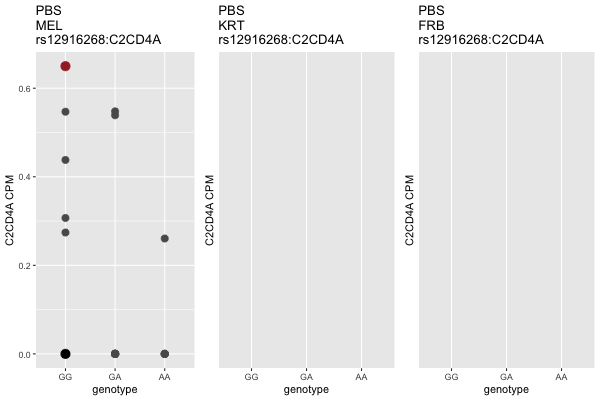 PBS
MEL
rs12916268:C2CD4A
PBS
KRT
rs12916268:C2CD4A
PBS
FRB
rs12916268:C2CD4A
C2CD4A CPM
0.6
0.4
0.2
0.0
GG GA AA
genotype
C2CD4A CPM
GG GA AA
genotype
C2CD4A CPM
GG GA AA
genotype